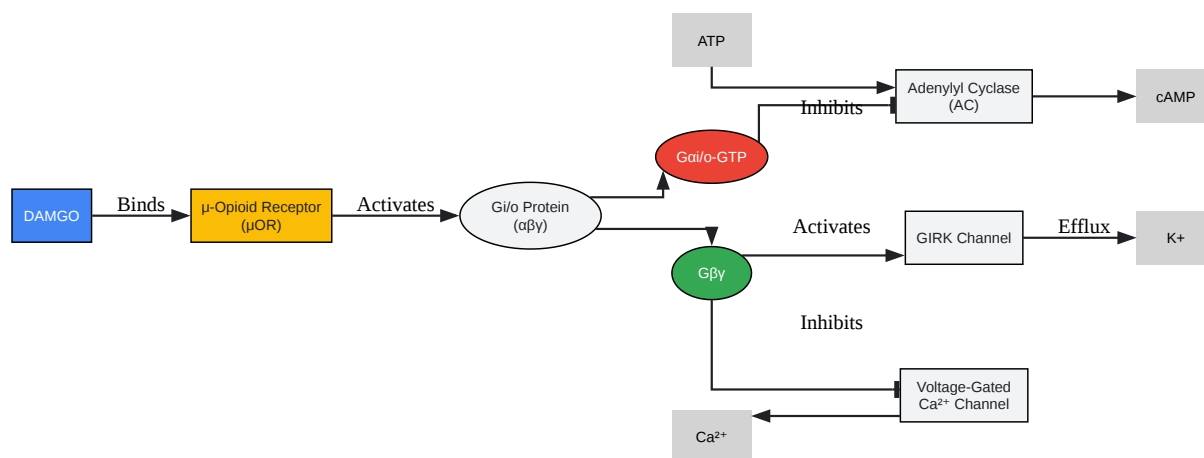 ATP
Adenylyl Cyclase
(AC)
cAMP
Inhibits
Gαi/o-GTP
DAMGO
Binds
μ-Opioid Receptor
(μOR)
Activates
Gi/o Protein
(αβγ)
Activates
GIRK Channel
Efflux
K+
Gβγ
Inhibits
Voltage-Gated
Ca²⁺ Channel
Ca²⁺